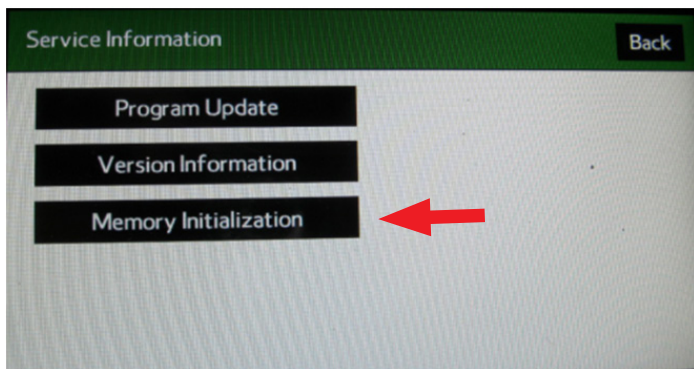 Service Information
Back
Program Update
Version Information
Memory Initialization